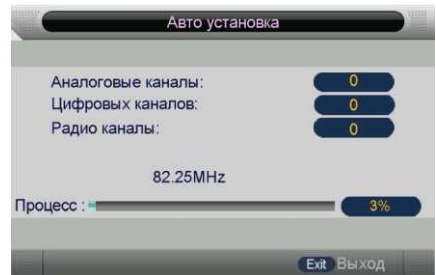 Авто установка
Аналоговые каналы: 0
Цифровых каналов: 0
Радио каналы: 0
82.25MHz
Процесс : 3%
Exit Выход